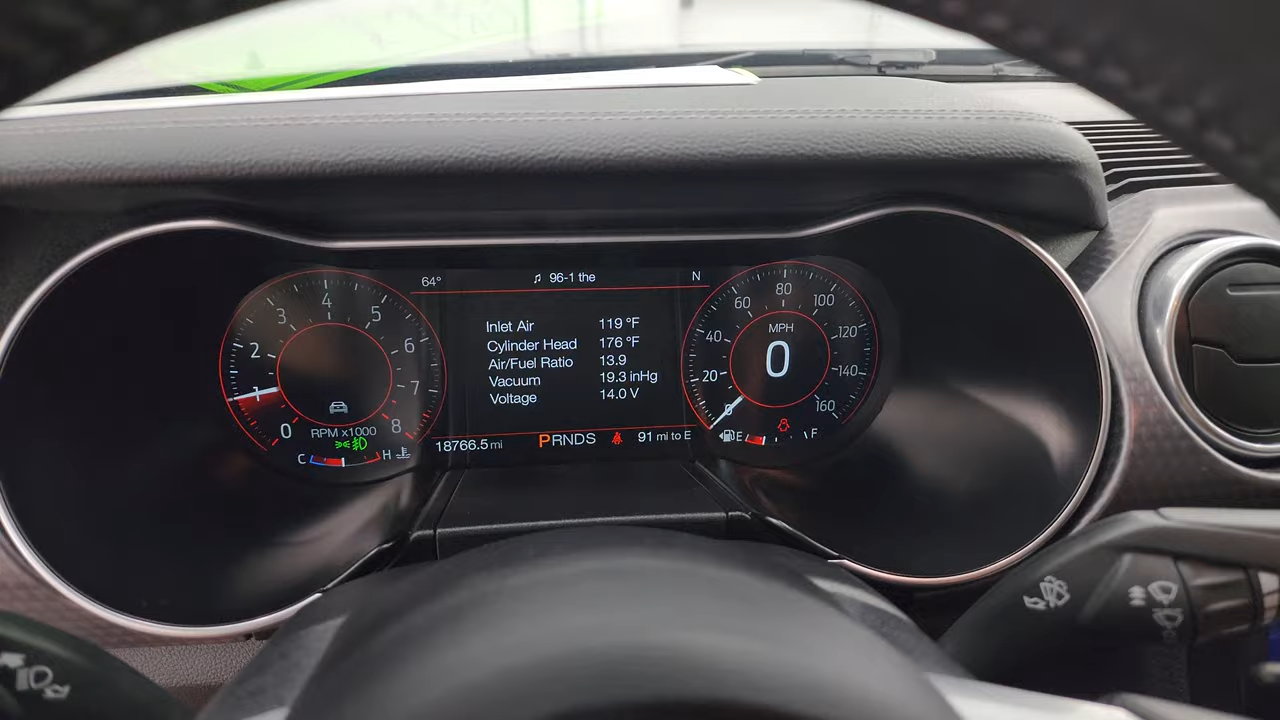 64° ♫ 96-1 the N
Inlet Air 119 °F
Cylinder Head 176 °F
Air/Fuel Ratio 13.9
Vacuum 19.3 inHg
Voltage 14.0 V
0 1 2 3 4 5 6 7 8
RPM x1000
C H
18766.5 mi PRNDS 91 mi to E
0 20 40 60 80 100 120 140 160
MPH
0
E F